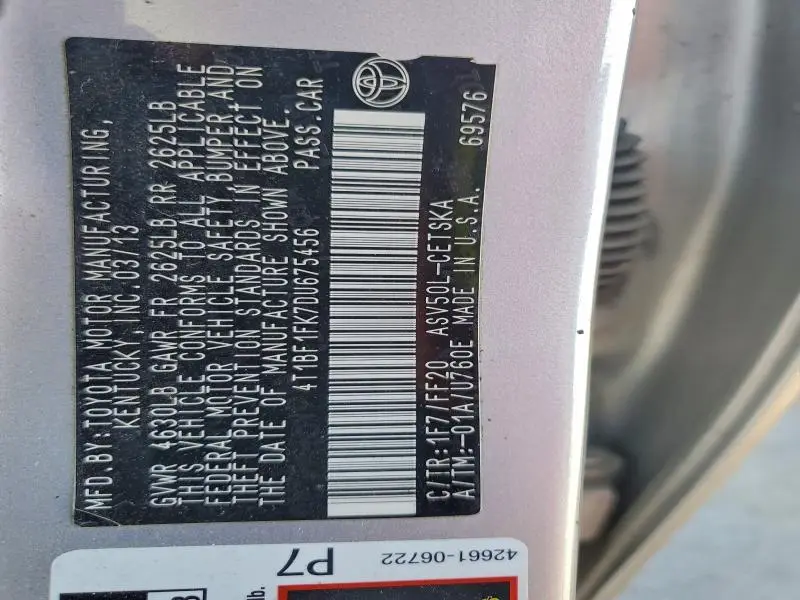 MFD.BY:TOYOTA MOTOR MANUFACTURING,
KENTUCKY, INC.03/13
GVWR 4630LB GAWR FR 2625LB RR 2625LB
THIS VEHICLE CONFORMS TO ALL APPLICABLE
FEDERAL MOTOR VEHICLE SAFETY, BUMPER, AND
THEFT PREVENTION STANDARDS IN EFFECT ON
THE DATE OF MANUFACTURE SHOWN ABOVE.
4T1BF1FK7DU675456 PASS.CAR
C/TR:1F7/FF20 ASV50L-CETSKA
A/TM:-01A/U760E MADE IN U.S.A. 69576
42661-06722
P7
lb.